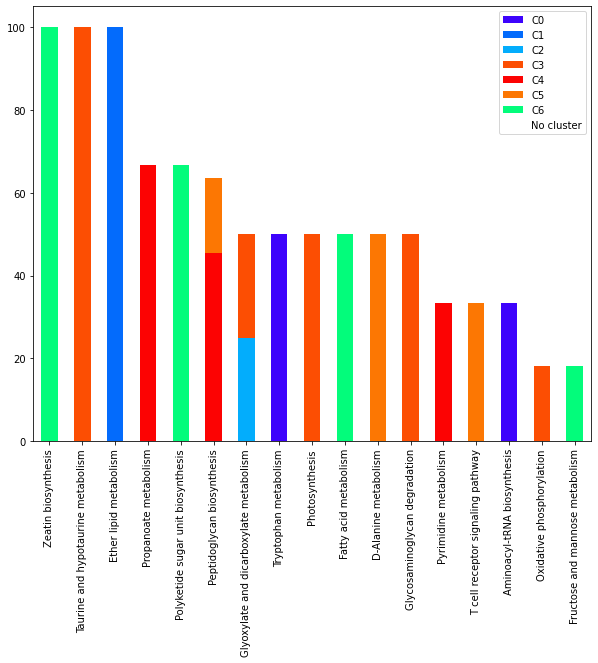 100
80
60
40
20
0
C0
C1
C2
C3
C4
C5
C6
No cluster
Zeatin biosynthesis
Taurine and hypotaurine metabolism
Ether lipid metabolism
Propanoate metabolism
Polyketide sugar unit biosynthesis
Peptidoglycan biosynthesis
Glyoxylate and dicarboxylate metabolism
Tryptophan metabolism
Photosynthesis
Fatty acid metabolism
D-Alanine metabolism
Glycosaminoglycan degradation
Pyrimidine metabolism
T cell receptor signaling pathway
Aminoacyl-tRNA biosynthesis
Oxidative phosphorylation
Fructose and mannose metabolism